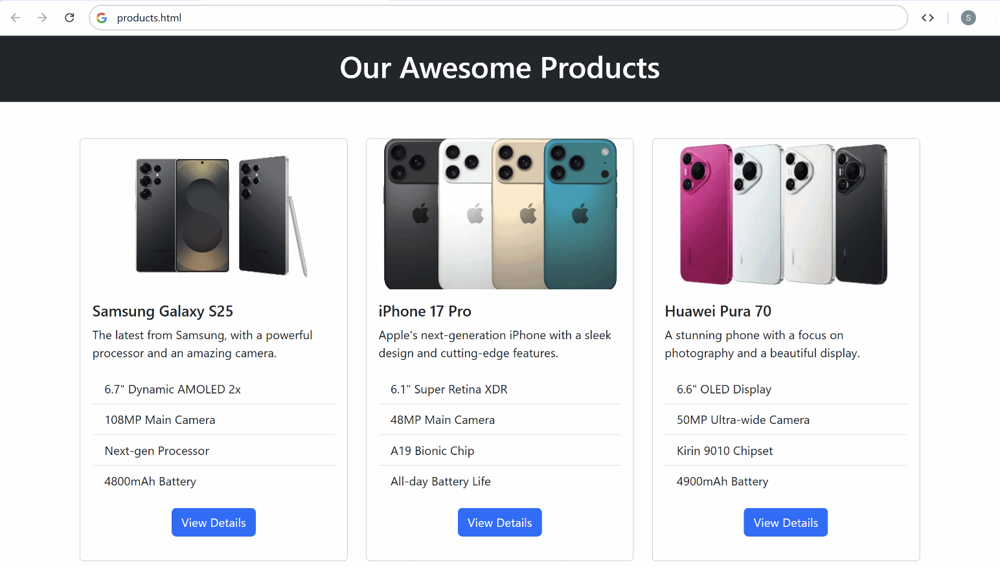 products.html
S
Our Awesome Products
Samsung Galaxy S25
The latest from Samsung, with a powerful
processor and an amazing camera.
6.7" Dynamic AMOLED 2x
108MP Main Camera
Next-gen Processor
4800mAh Battery
View Details
iPhone 17 Pro
Apple's next-generation iPhone with a sleek
design and cutting-edge features.
6.1" Super Retina XDR
48MP Main Camera
A19 Bionic Chip
All-day Battery Life
View Details
Huawei Pura 70
A stunning phone with a focus on
photography and a beautiful display.
6.6" OLED Display
50MP Ultra-wide Camera
Kirin 9010 Chipset
4900mAh Battery
View Details